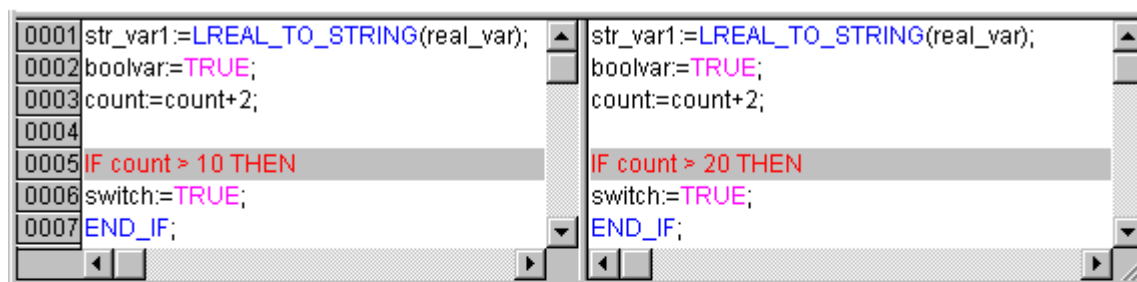 0001 str_var1:=LREAL_TO_STRING(real_var);
0002 boolvar:=TRUE;
0003 count:=count+2;
0004
0005 IF count > 10 THEN
0006 switch:=TRUE;
0007 END_IF;
str_var1:=LREAL_TO_STRING(real_var);
boolvar:=TRUE;
count:=count+2;
IF count > 20 THEN
switch:=TRUE;
END_IF;